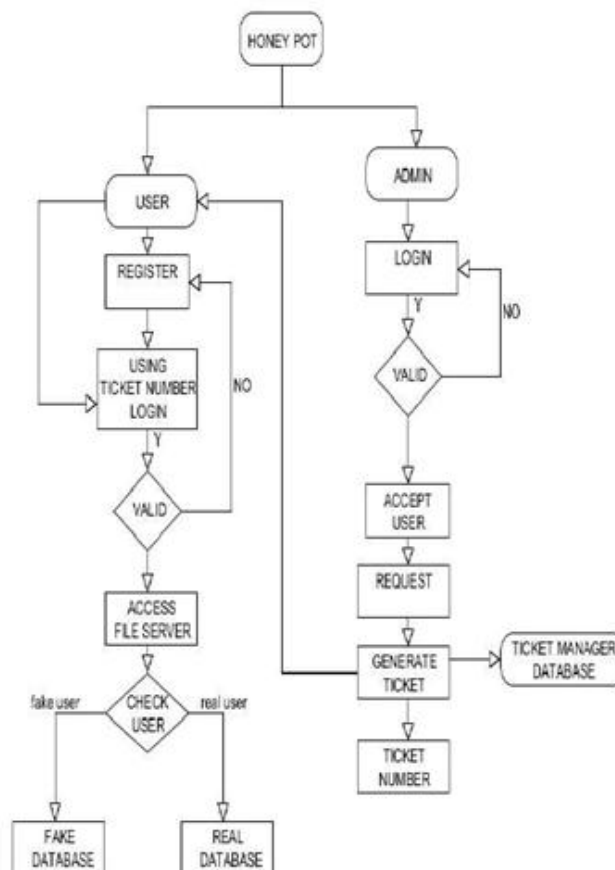 HONEY POT
USER
REGISTER
USING
TICKET NUMBER
LOGIN
Y
NO
VALID
ACCESS
FILE SERVER
CHECK
USER
fake user
real user
FAKE
DATABASE
REAL
DATABASE
ADMIN
LOGIN
Y
NO
VALID
ACCEPT
USER
REQUEST
GENERATE
TICKET
TICKET MANAGER
DATABASE
TICKET
NUMBER